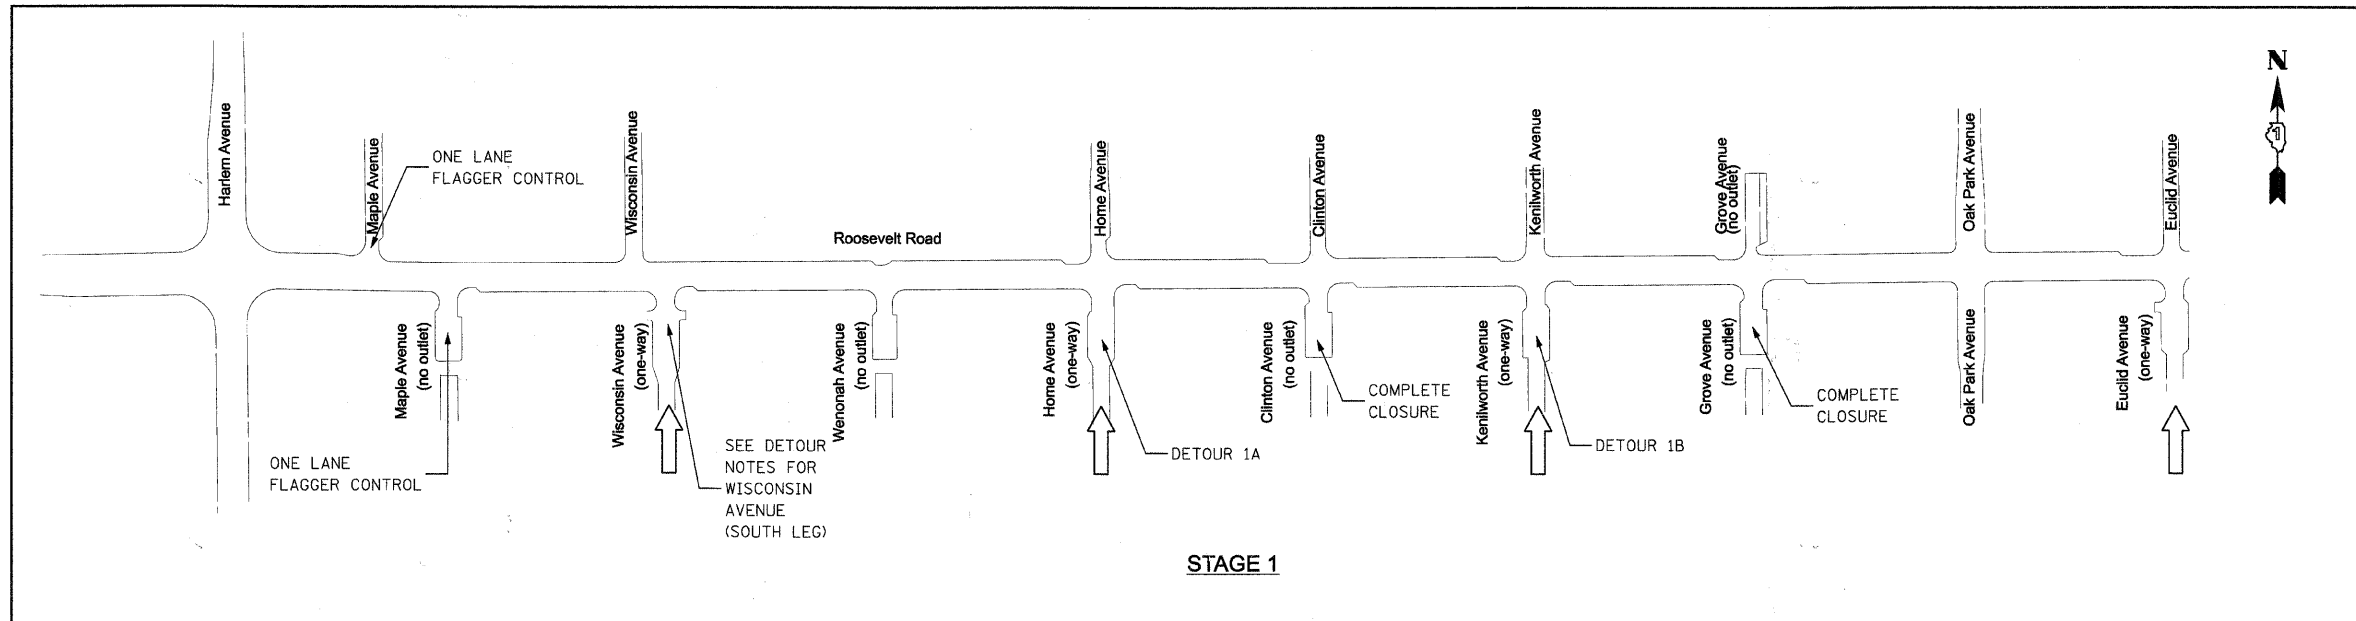 N
Harlem Avenue
Maple Avenue
ONE LANE
FLAGGER CONTROL
Wisconsin Avenue
Roosevelt Road
Home Avenue
Clinton Avenue
Kenilworth Avenue
Grove Avenue
(no outlet)
Oak Park Avenue
Euclid Avenue
Maple Avenue
(no outlet)
ONE LANE
FLAGGER CONTROL
Wisconsin Avenue
(one-way)
SEE DETOUR
NOTES FOR
WISCONSIN
AVENUE
(SOUTH LEG)
Wenonah Avenue
(no outlet)
Home Avenue
(one-way)
DETOUR 1A
Clinton Avenue
(no outlet)
COMPLETE
CLOSURE
Kenilworth Avenue
(one-way)
DETOUR 1B
Grove Avenue
(no outlet)
COMPLETE
CLOSURE
Oak Park Avenue
Euclid Avenue
(one-way)
STAGE 1